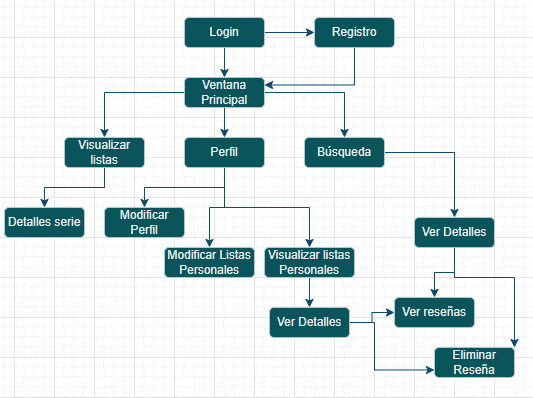 Login
Registro
Ventana
Principal
Visualizar
listas
Perfil
Búsqueda
Detalles serie
Modificar
Perfil
Ver Detalles
Modificar Listas
Personales
Visualizar listas
Personales
Ver Detalles
Ver reseñas
Eliminar
Reseña